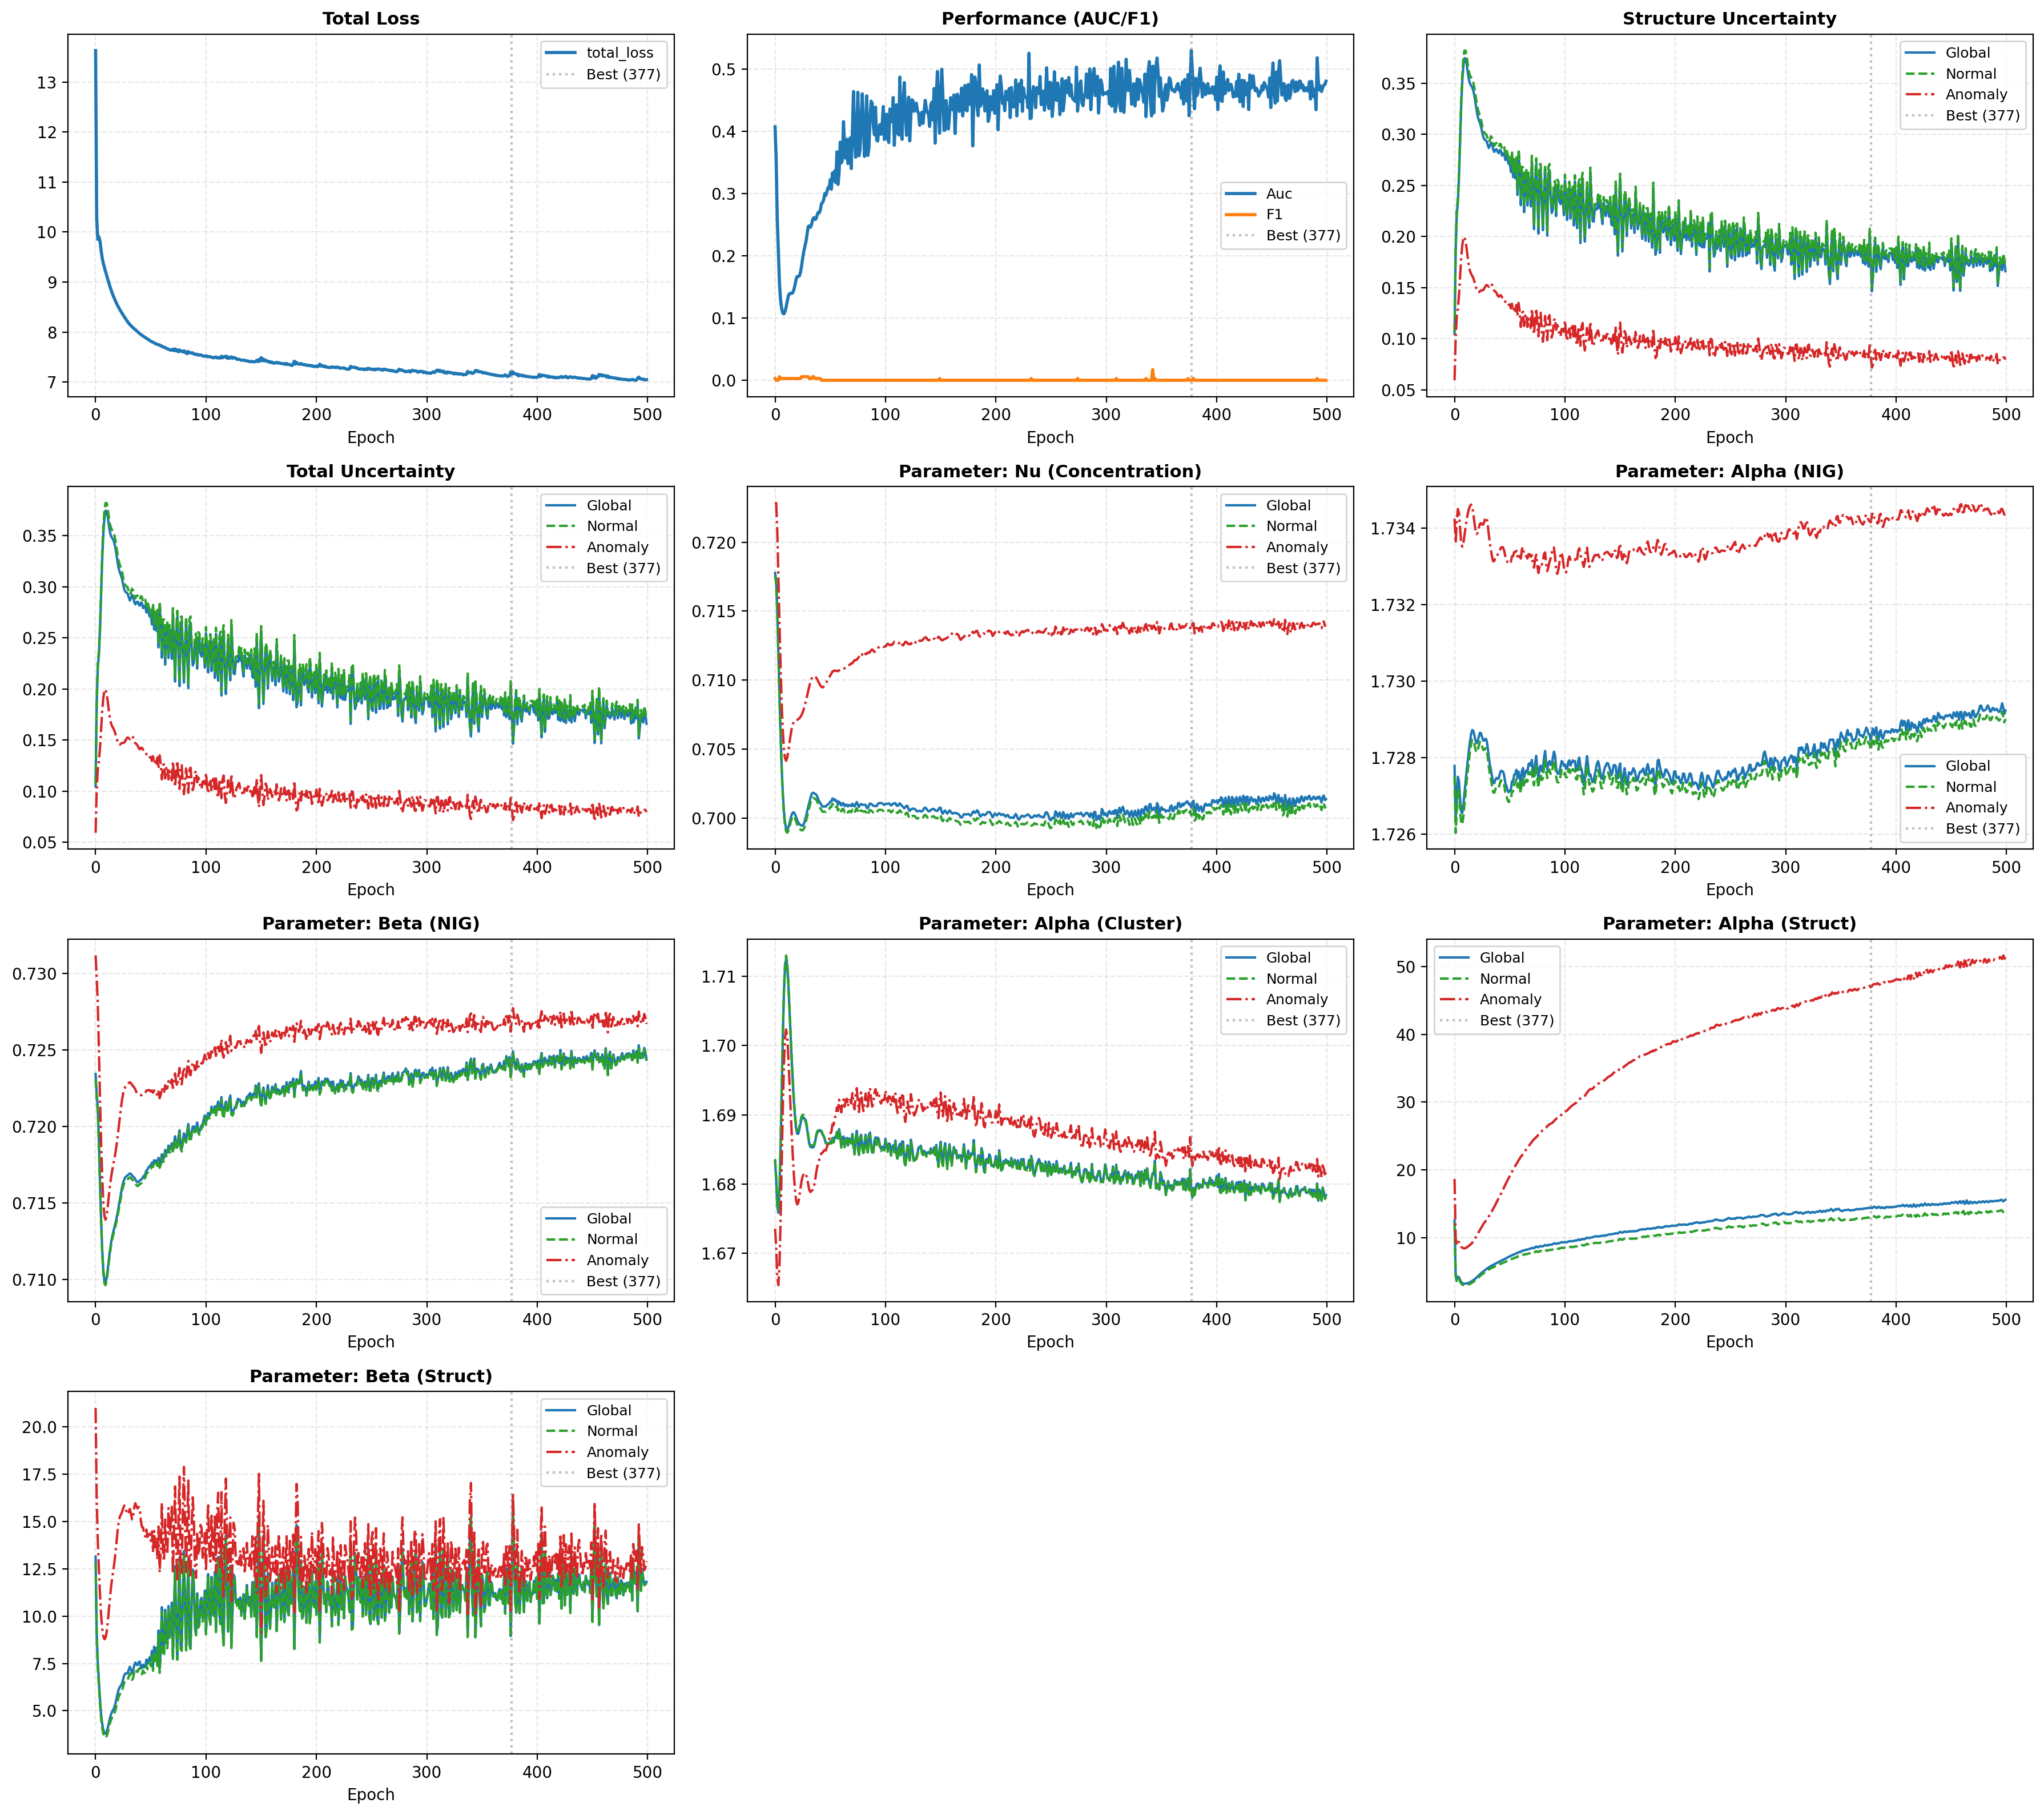 Total Loss
13
12
11
10
9
8
7
total_loss
Best (377)
0
100
200
300
400
500
Epoch
Performance (AUC/F1)
0.5
0.4
0.3
0.2
0.1
0.0
Auc
F1
Best (377)
0
100
200
300
400
500
Epoch
Structure Uncertainty
0.35
0.30
0.25
0.20
0.15
0.10
0.05
Global
Normal
Anomaly
Best (377)
0
100
200
300
400
500
Epoch
Total Uncertainty
0.35
0.30
0.25
0.20
0.15
0.10
0.05
Global
Normal
Anomaly
Best (377)
0
100
200
300
400
500
Epoch
Parameter: Nu (Concentration)
0.720
0.715
0.710
0.705
0.700
Global
Normal
Anomaly
Best (377)
0
100
200
300
400
500
Epoch
Parameter: Alpha (NIG)
1.734
1.732
1.730
1.728
1.726
Global
Normal
Anomaly
Best (377)
0
100
200
300
400
500
Epoch
Parameter: Beta (NIG)
0.730
0.725
0.720
0.715
0.710
Global
Normal
Anomaly
Best (377)
0
100
200
300
400
500
Epoch
Parameter: Alpha (Cluster)
1.71
1.70
1.69
1.68
1.67
Global
Normal
Anomaly
Best (377)
0
100
200
300
400
500
Epoch
Parameter: Alpha (Struct)
50
40
30
20
10
Global
Normal
Anomaly
Best (377)
0
100
200
300
400
500
Epoch
Parameter: Beta (Struct)
20.0
17.5
15.0
12.5
10.0
7.5
5.0
Global
Normal
Anomaly
Best (377)
0
100
200
300
400
500
Epoch